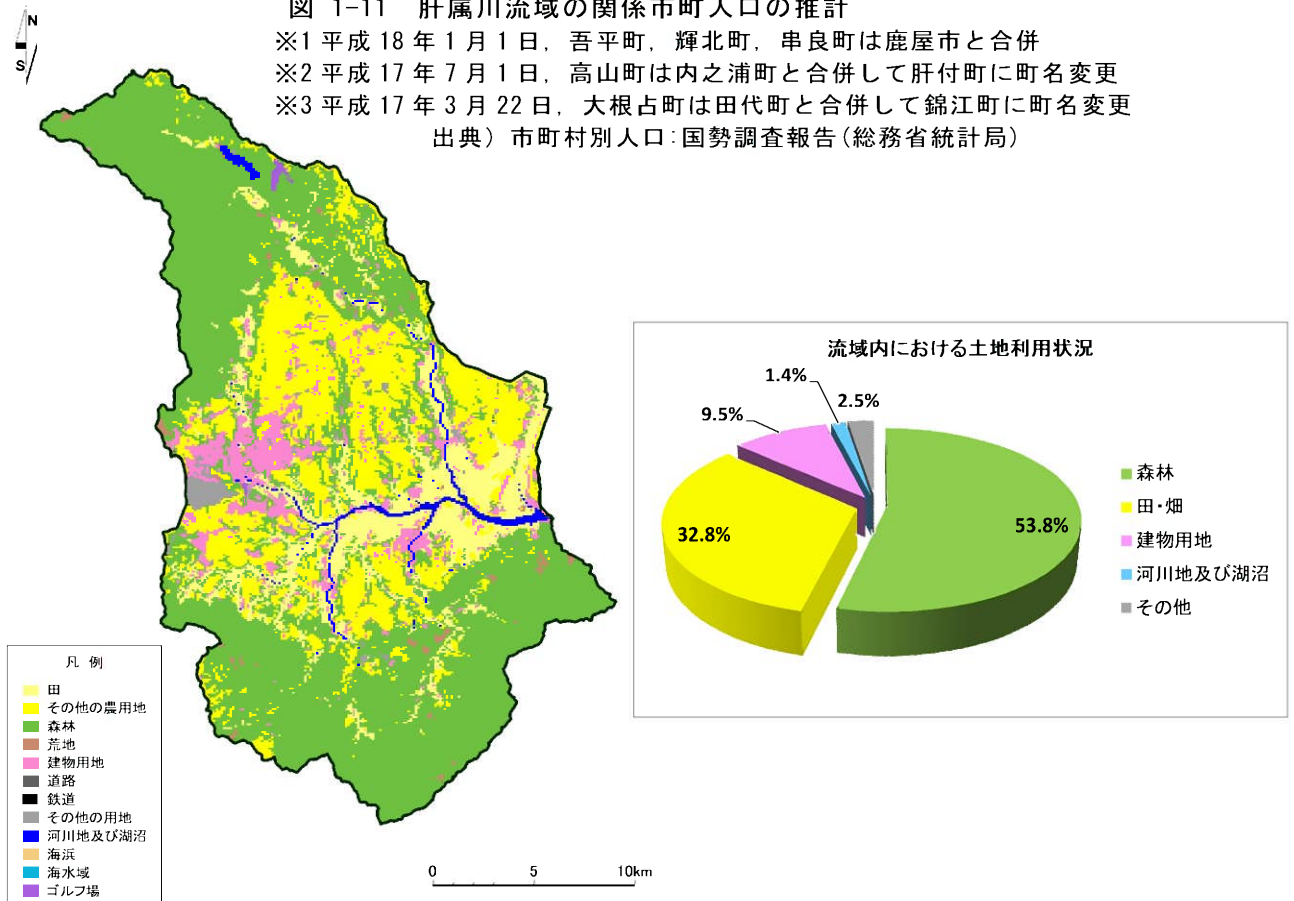 図 1-11 肝属川流域の関係市町人口の推計
※1 平成 18 年 1 月 1 日, 吾平町, 輝北町, 串良町は鹿屋市と合併
※2 平成 17 年 7 月 1 日, 高山町は内之浦町と合併して肝付町に町名変更
※3 平成 17 年 3 月 22 日, 大根占町は田代町と合併して錦江町に町名変更
出典) 市町村別人口:国勢調査報告(総務省統計局)
N
S
流域内における土地利用状況
1.4%
2.5%
9.5%
32.8%
53.8%
森林
田・畑
建物用地
河川地及び湖沼
その他
凡 例
田
その他の農用地
森林
荒地
建物用地
道路
鉄道
その他の用地
河川地及び湖沼
海浜
海水域
ゴルフ場
0 5 10km